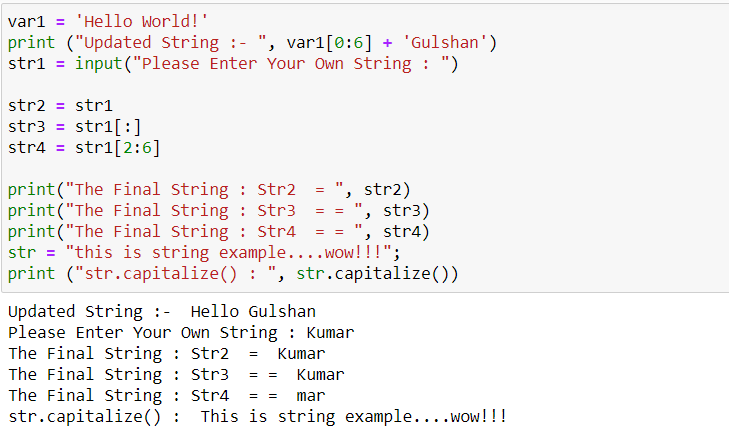 var1 = 'Hello World!'
print ("Updated String :- ", var1[0:6] + 'Gulshan')
str1 = input("Please Enter Your Own String : ")
str2 = str1
str3 = str1[:]
str4 = str1[2:6]
print("The Final String : Str2  = ", str2)
print("The Final String : Str3  = = ", str3)
print("The Final String : Str4  = = ", str4)
str = "this is string example....wow!!!";
print ("str.capitalize() : ", str.capitalize())
Updated String :-  Hello Gulshan
Please Enter Your Own String : Kumar
The Final String : Str2  =  Kumar
The Final String : Str3  = =  Kumar
The Final String : Str4  = =  mar
str.capitalize() :  This is string example....wow!!!